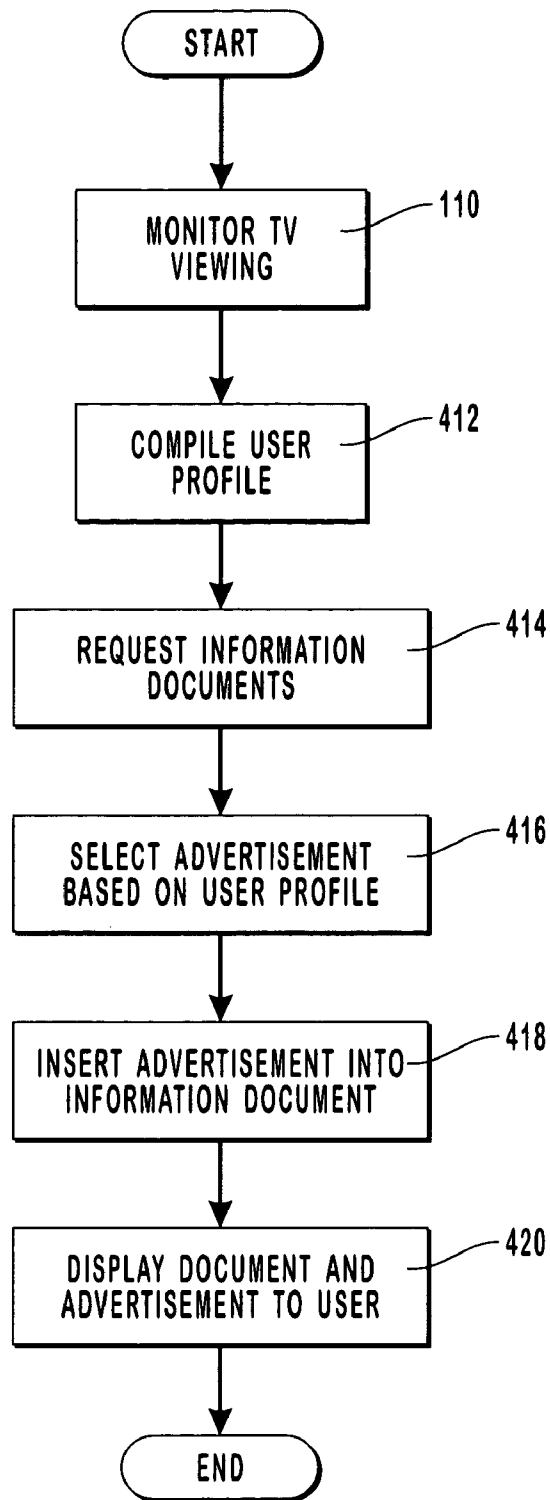 START
MONITOR TV
VIEWING
110
COMPILE USER
PROFILE
412
REQUEST INFORMATION
DOCUMENTS
414
SELECT ADVERTISEMENT
BASED ON USER PROFILE
416
INSERT ADVERTISEMENT INTO
INFORMATION DOCUMENT
418
DISPLAY DOCUMENT AND
ADVERTISEMENT TO USER
420
END